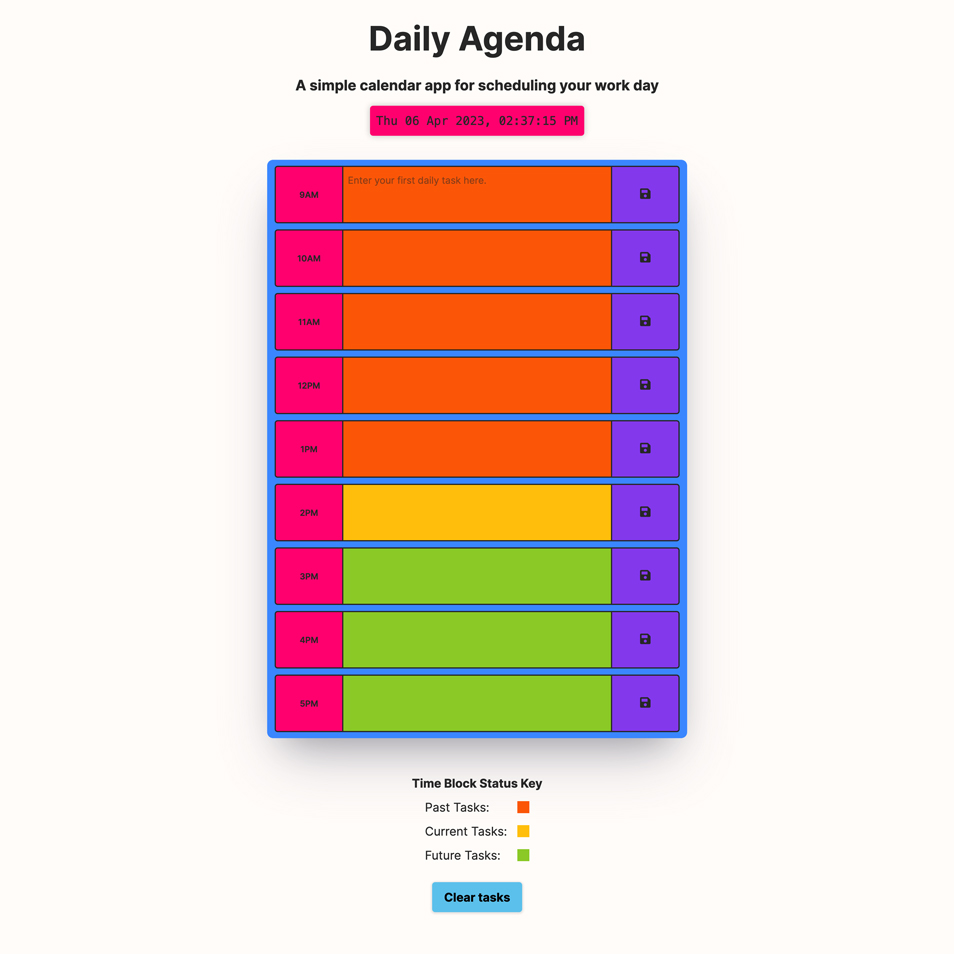 Daily Agenda
A simple calendar app for scheduling your work day
Thu 06 Apr 2023, 02:37:15 PM
9AM
Enter your first daily task here.
10AM
11AM
12PM
1PM
2PM
3PM
4PM
5PM
Time Block Status Key
Past Tasks:
Current Tasks:
Future Tasks:
Clear tasks